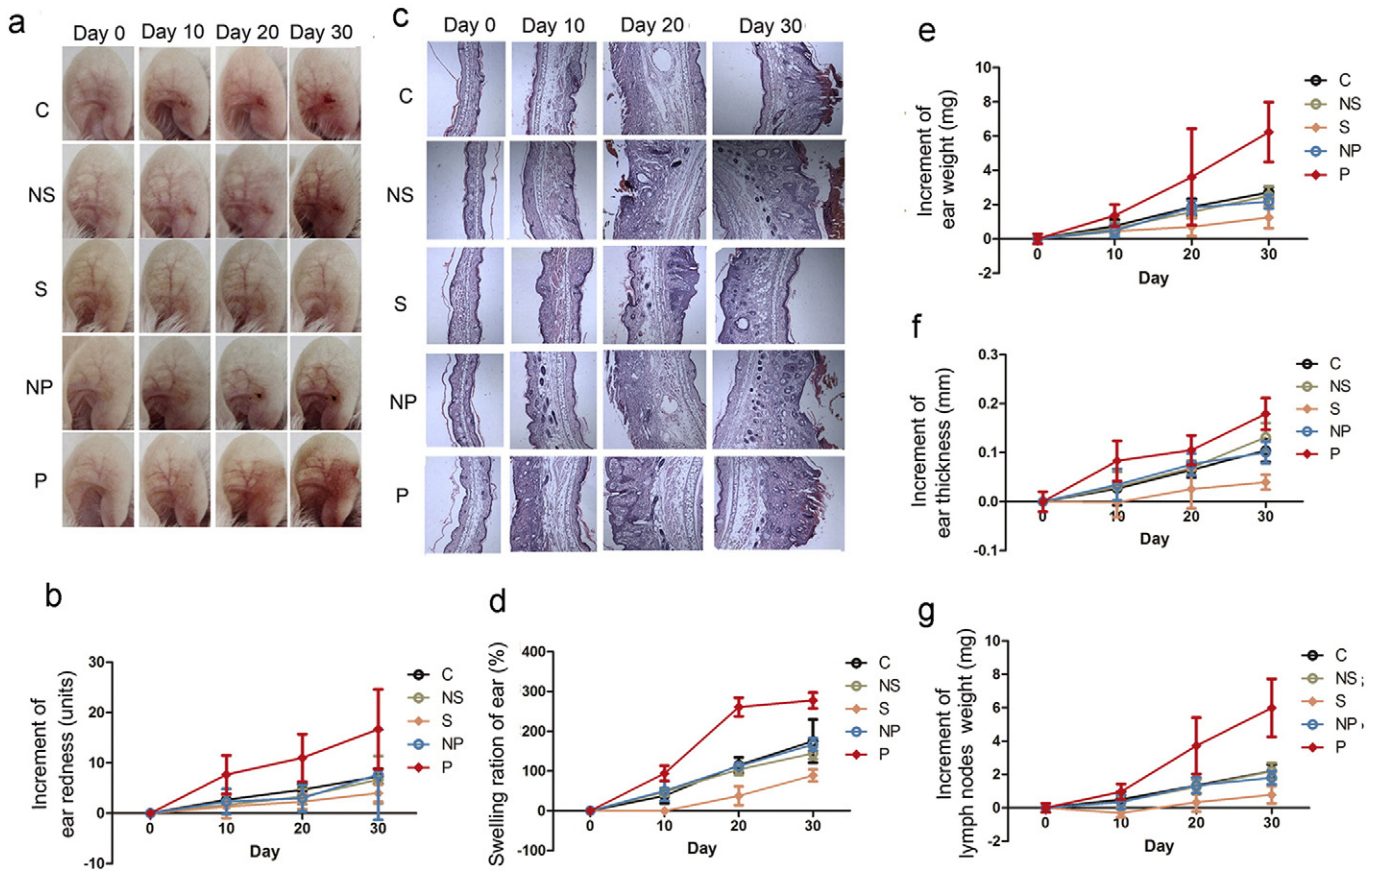 a
Day 0 Day 10 Day 20 Day 30
C
NS
S
NP
P
c
Day 0 Day 10 Day 20 Day 30
C
NS
S
NP
P
e
Increment of
ear weight (mg)
10
8
6
4
2
0
-2
0 10 20 30
Day
C
NS
S
NP
P
f
Increment of
ear thickness (mm)
0.3
0.2
0.1
0.0
-0.1
0 10 20 30
Day
C
NS
S
NP
P
b
Increment of
ear redness (units)
30
20
10
0
-10
0 10 20 30
Day
C
NS
S
NP
P
d
Swelling ration of ear (%)
400
300
200
100
0
-100
0 10 20 30
Day
C
NS
S
NP
P
g
Increment of
lymph nodes weight (mg)
10
8
6
4
2
0
-2
0 10 20 30
Day
C
NS ;
S
NP ,
P